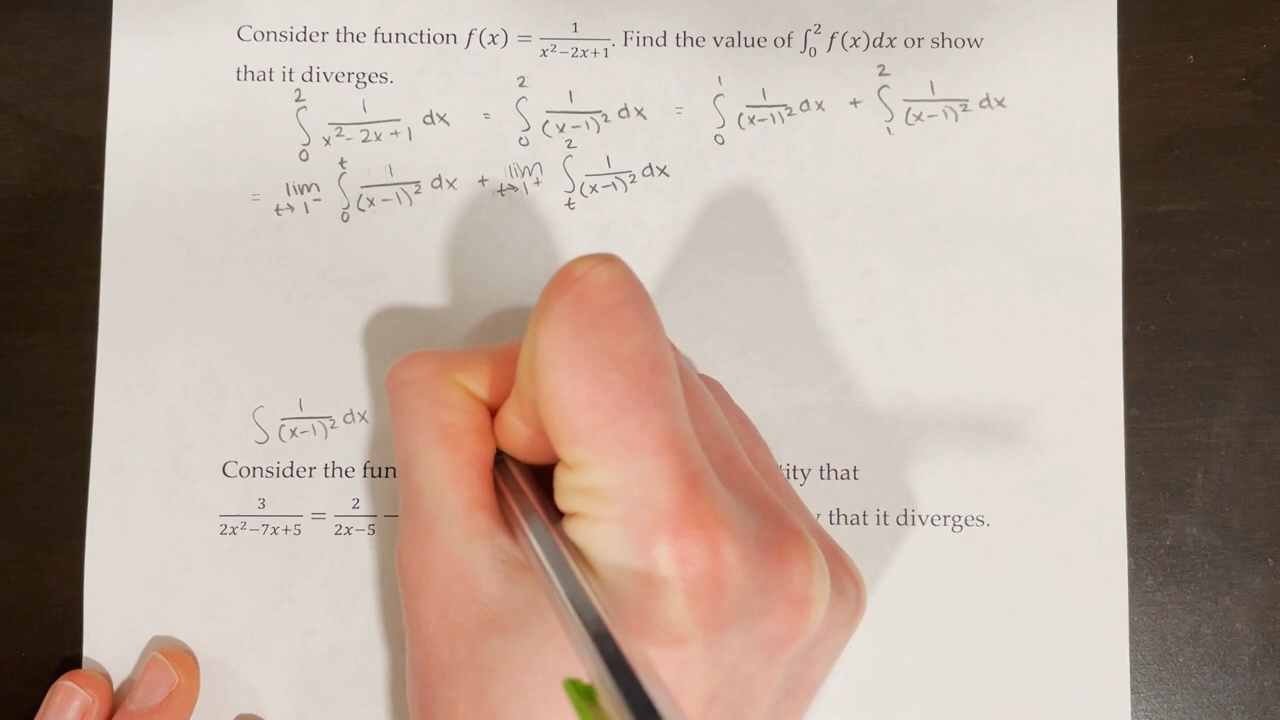 Consider the function f(x) = 1/(x²−2x+1). Find the value of ∫₀² f(x)dx or show
that it diverges.
∫₀² 1/(x²-2x+1) dx = ∫₀² 1/(x-1)² dx = ∫₀¹ 1/(x-1)² dx + ∫₁² 1/(x-1)² dx
= lim t→1⁻ ∫₀ᵗ 1/(x-1)² dx + lim t→1⁺ ∫ₜ² 1/(x-1)² dx
∫ 1/(x-1)² dx
Consider the fun ity that
3/(2x²−7x+5) = 2/(2x−5) − that it diverges.